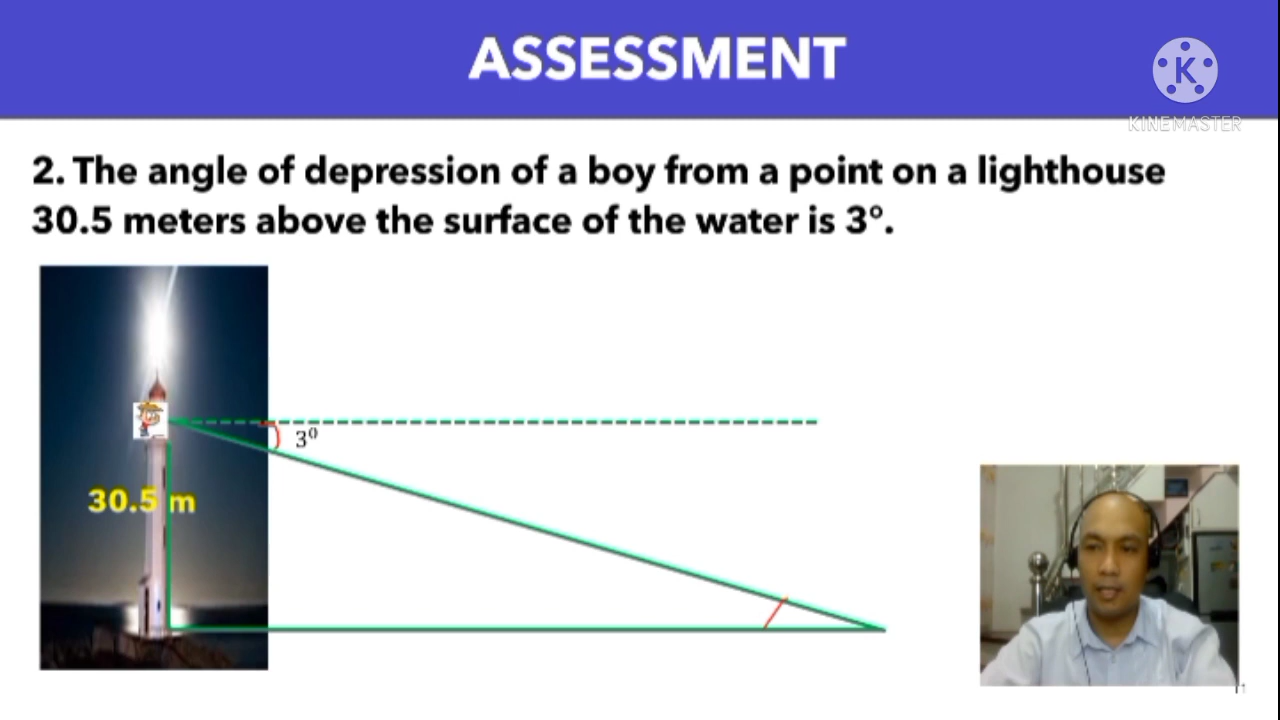 ASSESSMENT
K
KINEMASTER
2. The angle of depression of a boy from a point on a lighthouse
30.5 meters above the surface of the water is 3°.
3⁰
30.5 m